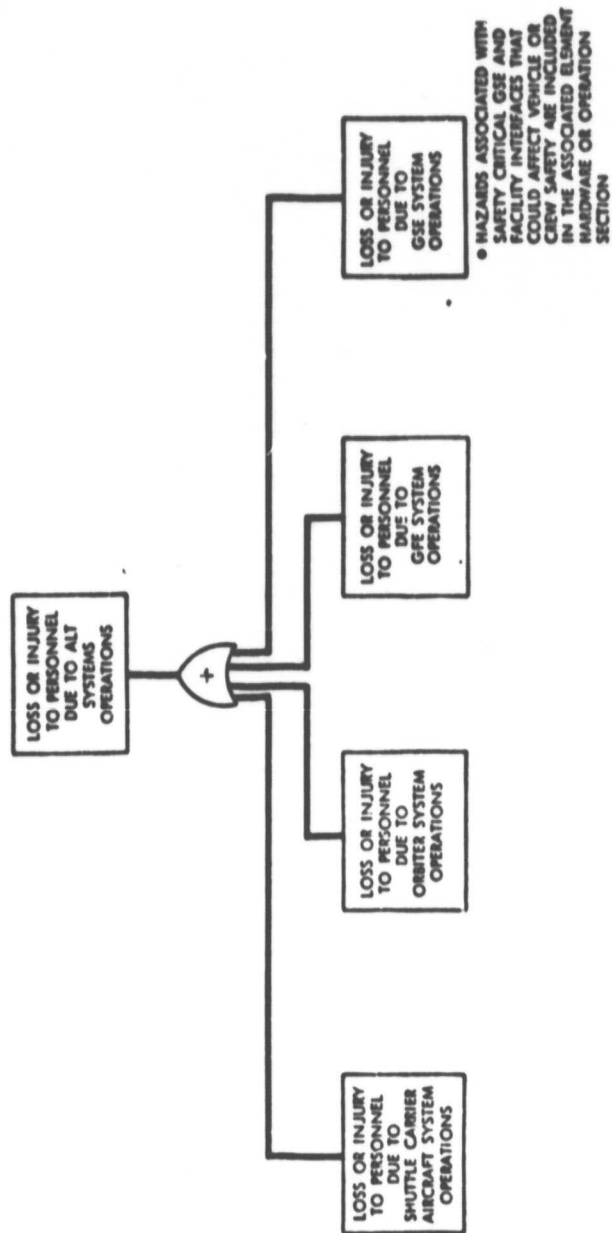 LOSS OR INJURY
TO PERSONNEL
DUE TO ALT
SYSTEMS
OPERATIONS
+
LOSS OR INJURY
TO PERSONNEL
DUE TO
SHUTTLE CARRIER
AIRCRAFT SYSTEM
OPERATIONS
LOSS OR INJURY
TO PERSONNEL
DUE TO
ORBITER SYSTEM
OPERATIONS
LOSS OR INJURY
TO PERSONNEL
DUE TO
GFE SYSTEM
OPERATIONS
LOSS OR INJURY
TO PERSONNEL
DUE TO
GSE SYSTEM
OPERATIONS
● HAZARDS ASSOCIATED WITH
SAFETY CRITICAL GSE AND
FACILITY INTERFACES THAT
COULD AFFECT VEHICLE OR
CREW SAFETY ARE INCLUDED
IN THE ASSOCIATED ELEMENT
HARDWARE OR OPERATION
SECTION